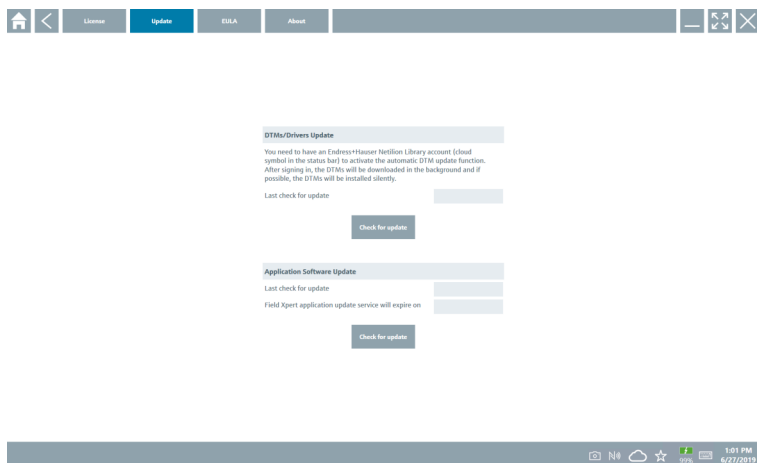 License
Update
EULA
About
DTMs/Drivers Update
You need to have an Endress+Hauser Netilion Library account (cloud
symbol in the status bar) to activate the automatic DTM update function.
After signing in, the DTMs will be downloaded in the background and if
possible, the DTMs will be installed silently.
Last check for update
Check for update
Application Software Update
Last check for update
Field Xpert application update service will expire on
Check for update
99%
1:01 PM
6/27/2019